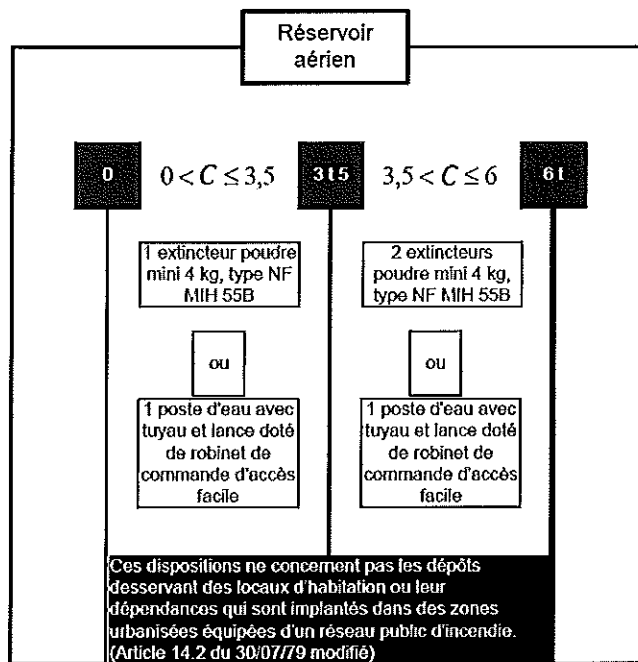 Réservoir
aérien
0
0 < C ≤ 3,5
3 t 5
3,5 < C ≤ 6
6 t
1 extincteur poudre
mini 4 kg, type NF
MIH 55B
2 extincteurs
poudre mini 4 kg,
type NF MIH 55B
ou
ou
1 poste d'eau avec
tuyau et lance doté
de robinet de
commande d'accès
facile
1 poste d'eau avec
tuyau et lance doté
de robinet de
commande d'accès
facile
Ces dispositions ne concernent pas les dépôts
desservant des locaux d'habitation ou leur
dépendances qui sont implantés dans des zones
urbanisées équipées d'un réseau public d'incendie.
(Article 14.2 du 30/07/79 modifié)